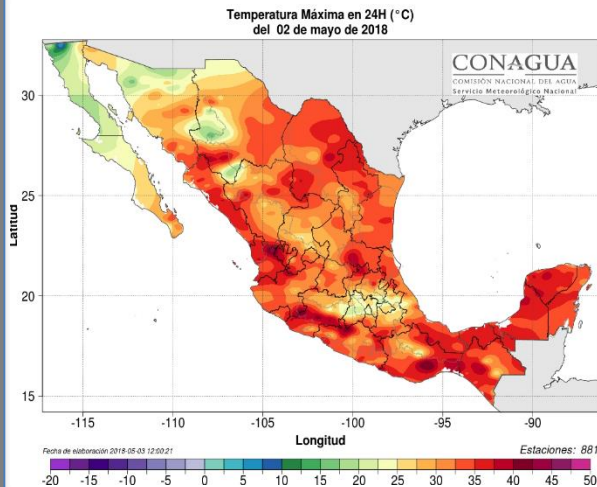 Temperatura Máxima en 24H (°C)
del 02 de mayo de 2018
CONAGUA
COMISIÓN NACIONAL DEL AGUA
Servicio Meteorológico Nacional
Latitud
30
25
20
15
-115 -110 -105 -100 -95 -90
Longitud
Fecha de elaboración 2018-05-03 12:00:21
Estaciones: 881
-20 -15 -10 -5 0 5 10 15 20 25 30 35 40 45 50